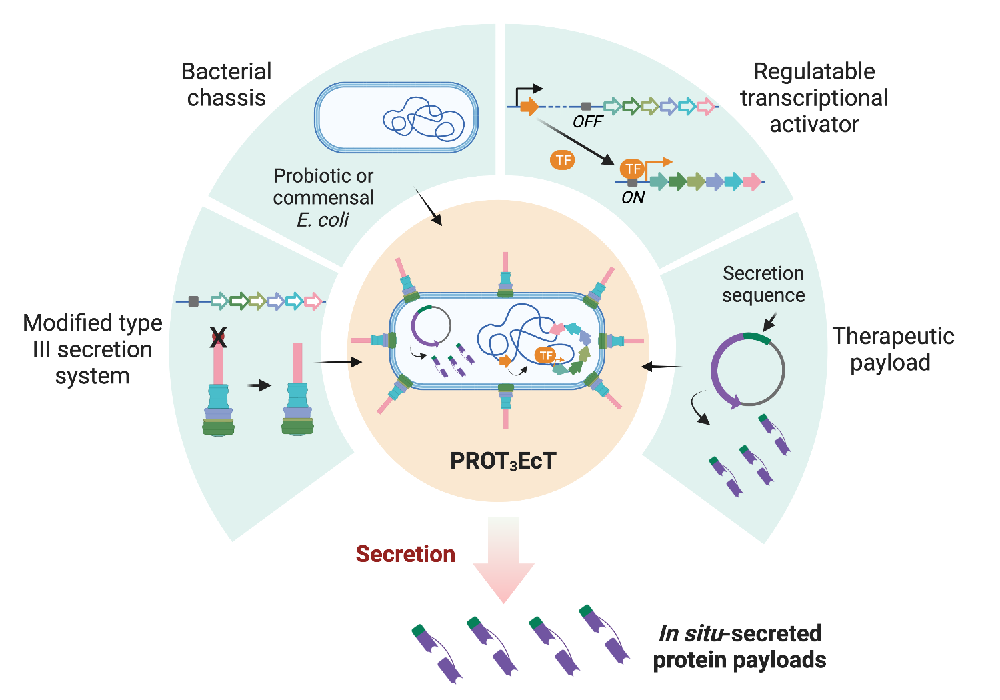 Bacterial
chassis
Probiotic or
commensal
E. coli
Regulatable
transcriptional
activator
OFF
TF
TF
ON
Modified type
III secretion
system
X
Secretion
sequence
Therapeutic
payload
TF
PROT₃EcT
Secretion
In situ-secreted
protein payloads